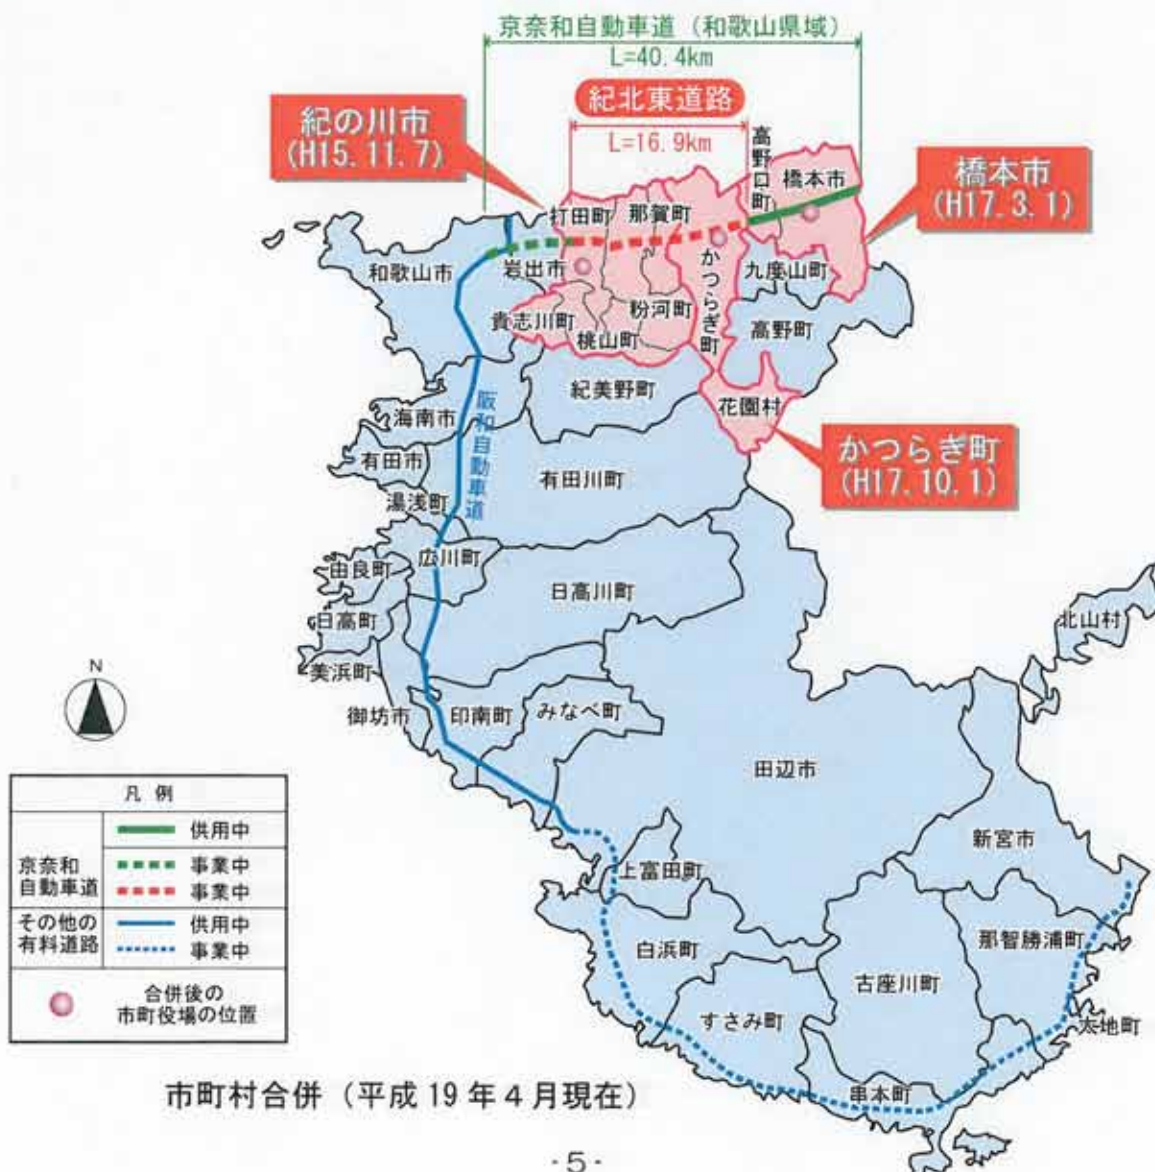 京奈和自動車道（和歌山県域）
L=40.4km
紀北東道路
L=16.9km
紀の川市
(H15.11.7)
橋本市
(H17.3.1)
高野口町
橋本市
打田町
那賀町
和歌山市
岩出市
かつらぎ町
九度山町
貴志川町
桃山町
粉河町
高野町
紀美野町
花園村
海南市
阪和自動車道
かつらぎ町
(H17.10.1)
有田市
有田川町
湯浅町
広川町
由良町
日高川町
日高町
北山村
美浜町
N
御坊市
印南町
みなべ町
田辺市
新宮市
上富田町
白浜町
那智勝浦町
古座川町
すさみ町
太地町
串本町
凡例
京奈和
自動車道
供用中
事業中
事業中
その他の
有料道路
供用中
事業中
合併後の
市町役場の位置
市町村合併（平成19年4月現在）
-5-